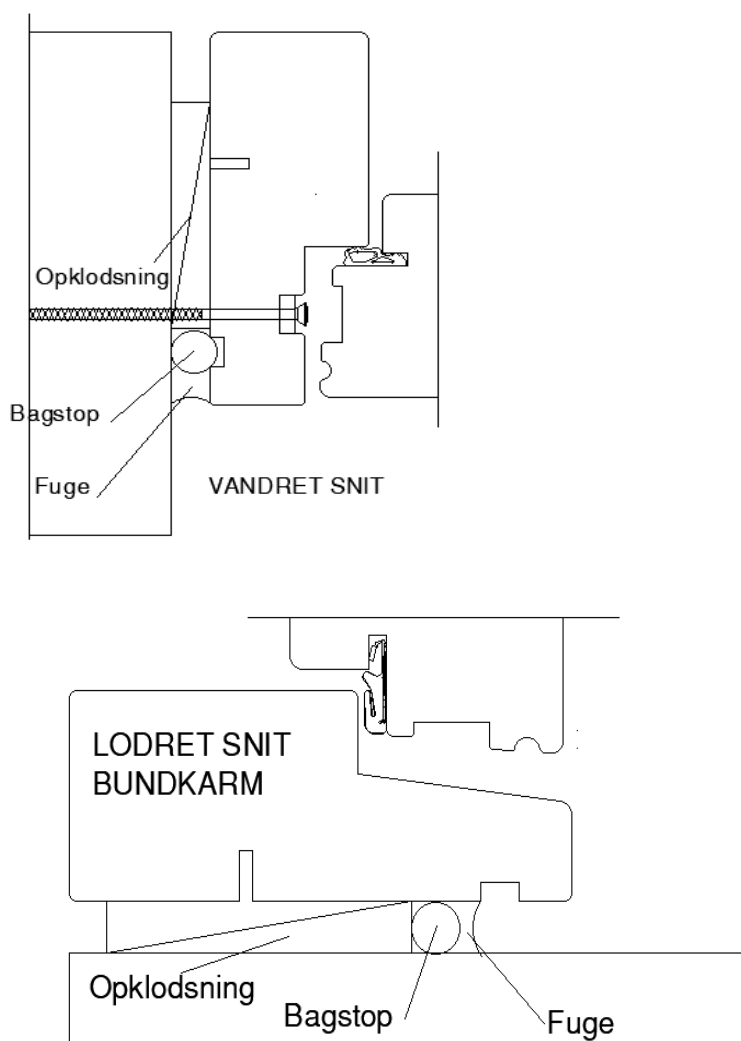 Opklodsning
Bagstop
Fuge
VANDRET SNIT
LODRET SNIT
BUNDKARM
Opklodsning
Bagstop
Fuge